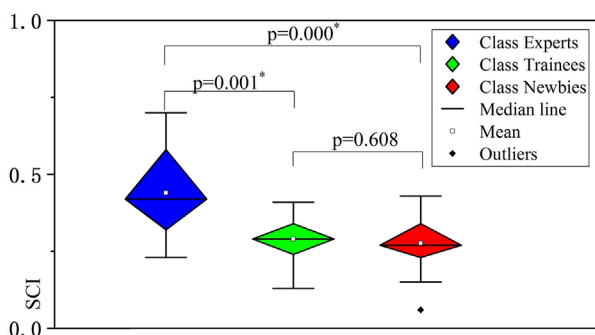 1.0
p=0.000*
Class Experts
Class Trainees
Class Newbies
Median line
Mean
Outliers
p=0.001*
p=0.608
0.5
SCI
0.0